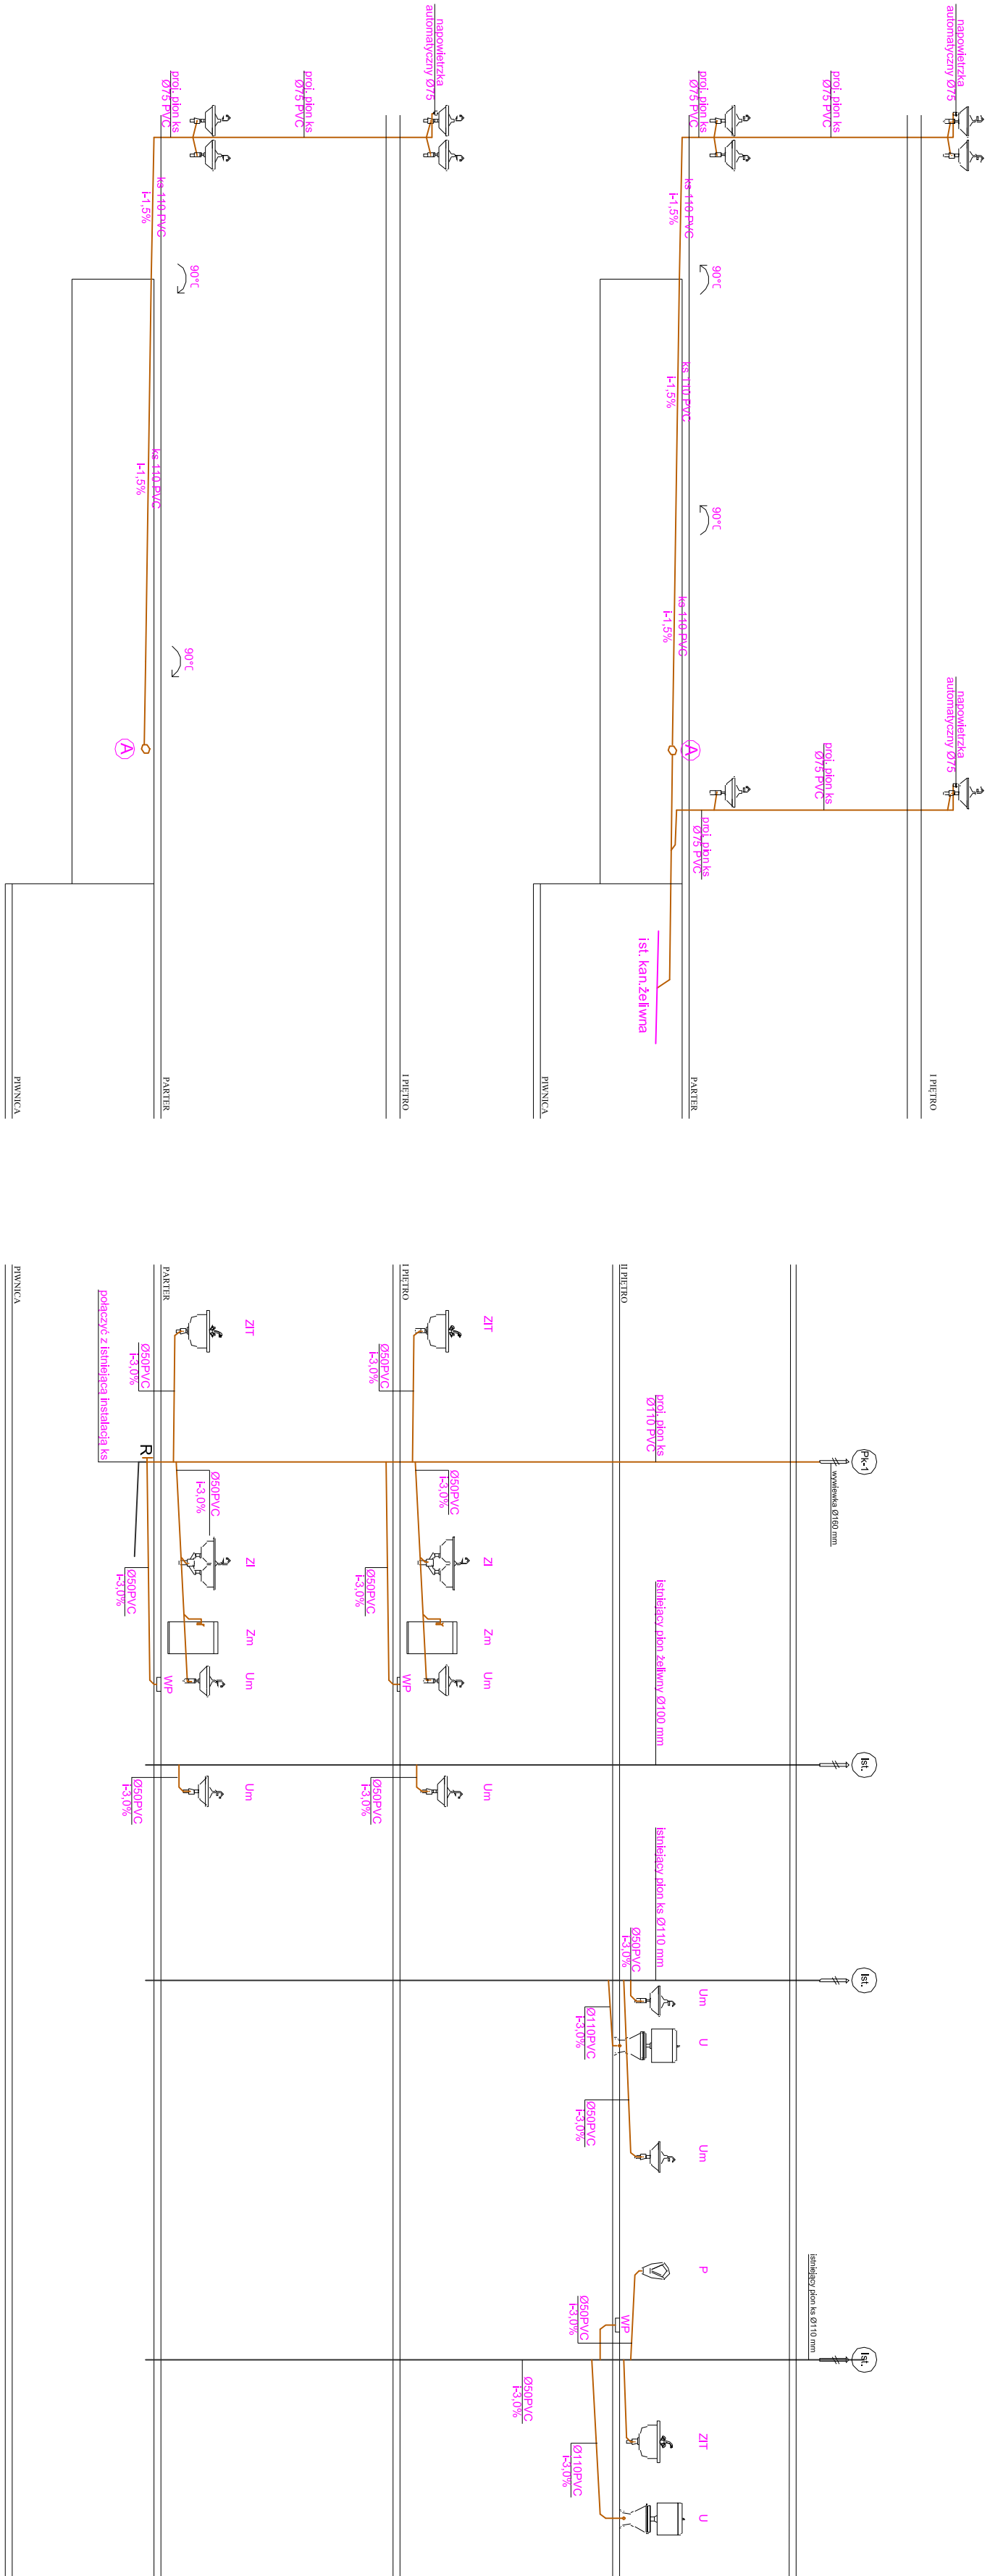 napowietrzka
automatyczny Ø75
napowietrzka
automatyczny Ø75
I PIĘTRO
proj. pion ks
Ø75 PVC
proj. pion ks
Ø75 PVC
proj. pion ks
Ø75 PVC
proj. pion ks
Ø75 PVC
90°C
90°C
ks 110 PVC
i-1,5%
ks 110 PVC
i-1,5%
ks 110 PVC
i-1,5%
A
PARTER
ist. kan.żeliwna
PIWNICA
napowietrzka
automatyczny Ø75
I PIĘTRO
proj. pion ks
Ø75 PVC
proj. pion ks
Ø75 PVC
90°C
90°C
ks 110 PVC
i-1,5%
ks 110 PVC
i-1,5%
A
PARTER
PIWNICA
Pk-1
Ist.
Ist.
Ist.
wywiewka Ø160 mm
istniejący pion ks Ø110 mm
proj. pion ks
Ø110 PVC
istniejący pion żeliwny Ø100 mm
istniejący pion ks Ø110 mm
Um
U
Um
P
ZlT
U
II PIĘTRO
Ø50PVC
i-3,0%
WP
Ø110PVC
i-3,0%
Ø50PVC
i-3,0%
Ø50PVC
i-3,0%
Ø110PVC
i-3,0%
Ø50PVC
i-3,0%
ZlT
Zl
Zm
Um
Um
Ø50PVC
i-3,0%
I PIĘTRO
WP
Ø50PVC
i-3,0%
Ø50PVC
i-3,0%
Ø50PVC
i-3,0%
ZlT
Zl
Zm
Um
Um
Ø50PVC
i-3,0%
PARTER
WP
R
Ø50PVC
i-3,0%
Ø50PVC
i-3,0%
Ø50PVC
i-3,0%
połączyć z istniejącą instalacją ks
PIWNICA